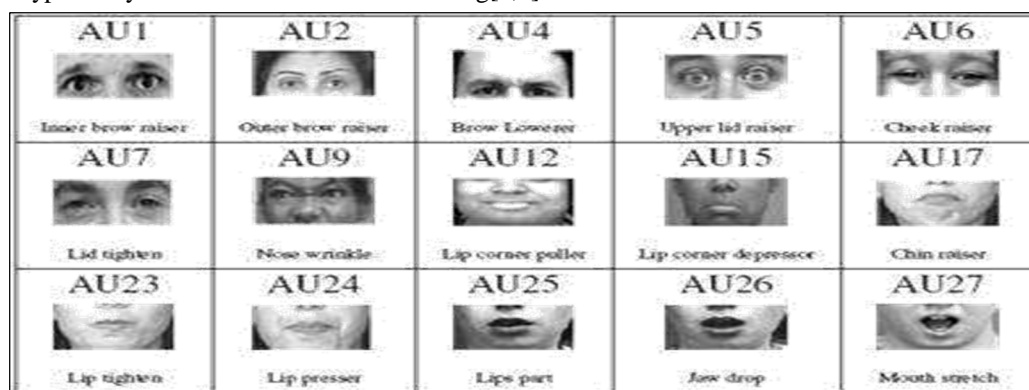 AU1 AU2 AU4 AU5 AU6
Inner brow raiser Outer brow raiser Brow Lowerer Upper lid raiser Cheek raiser
AU7 AU9 AU12 AU15 AU17
Lid tighten Nose wrinkle Lip corner puller Lip corner depressor Chin raiser
AU23 AU24 AU25 AU26 AU27
Lip tighten Lip presser Lips part Jaw drop Mouth stretch